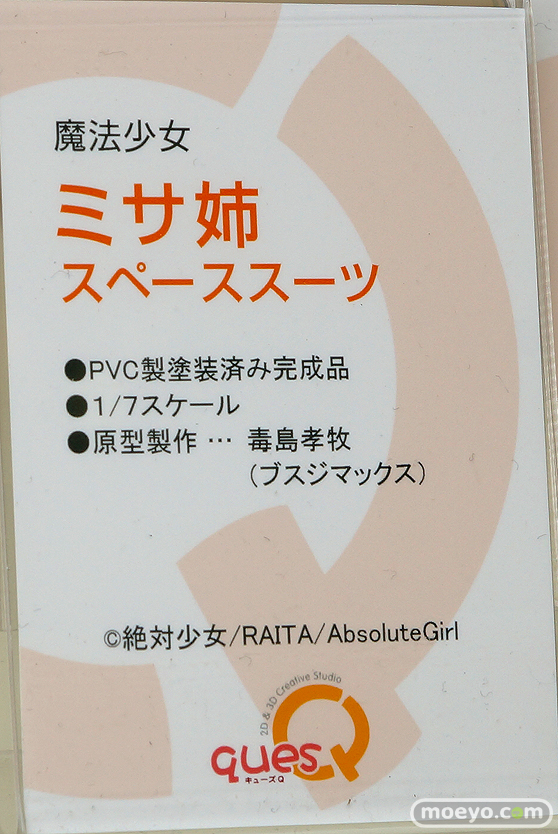 魔法少女
ミサ姉
スペーススーツ
●PVC製塗装済み完成品
●1/7スケール
●原型製作 … 毒島孝牧
(ブスジマックス)
©絶対少女/RAITA/AbsoluteGirl
2D & 3D Creative Studio
quesQ
キューズQ
moeyo.com